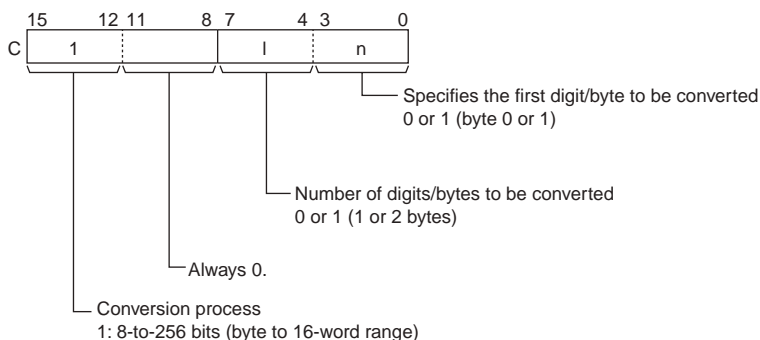 15 12 11 8 7 4 3 0
C 1 l n
Specifies the first digit/byte to be converted
0 or 1 (byte 0 or 1)
Number of digits/bytes to be converted
0 or 1 (1 or 2 bytes)
Always 0.
Conversion process
1: 8-to-256 bits (byte to 16-word range)